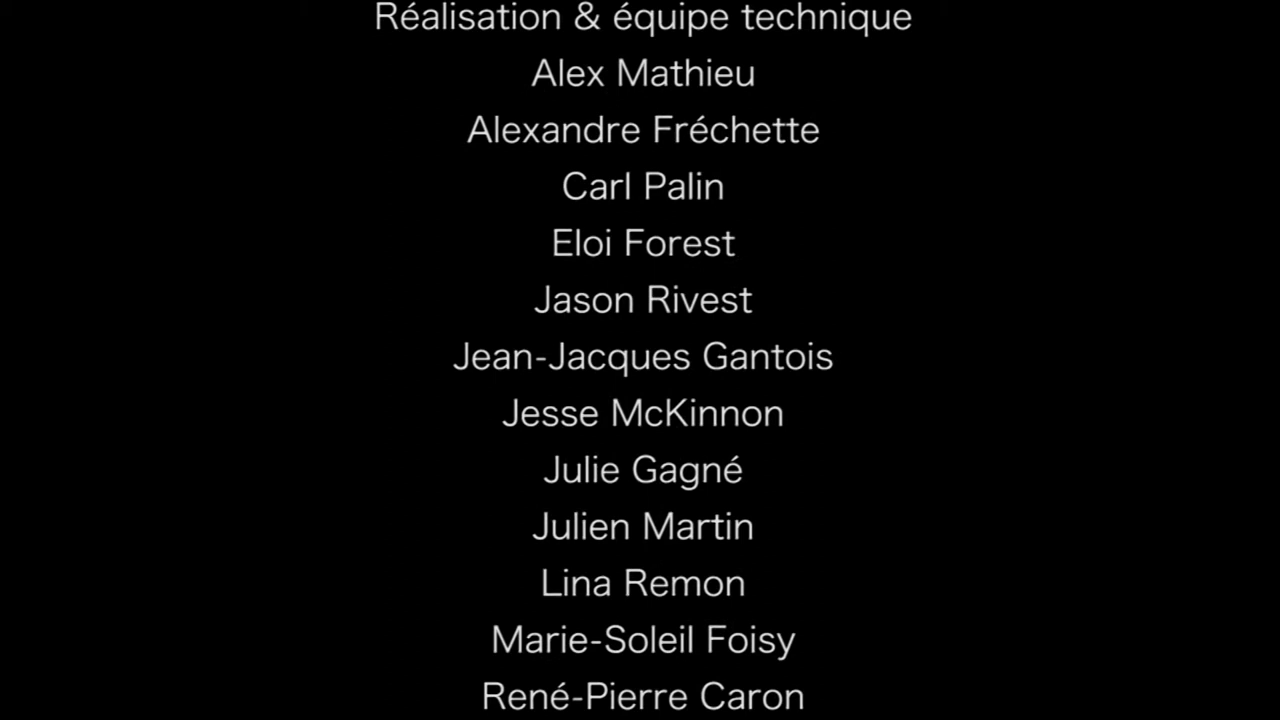 Réalisation & équipe technique
Alex Mathieu
Alexandre Fréchette
Carl Palin
Eloi Forest
Jason Rivest
Jean-Jacques Gantois
Jesse McKinnon
Julie Gagné
Julien Martin
Lina Remon
Marie-Soleil Foisy
René-Pierre Caron